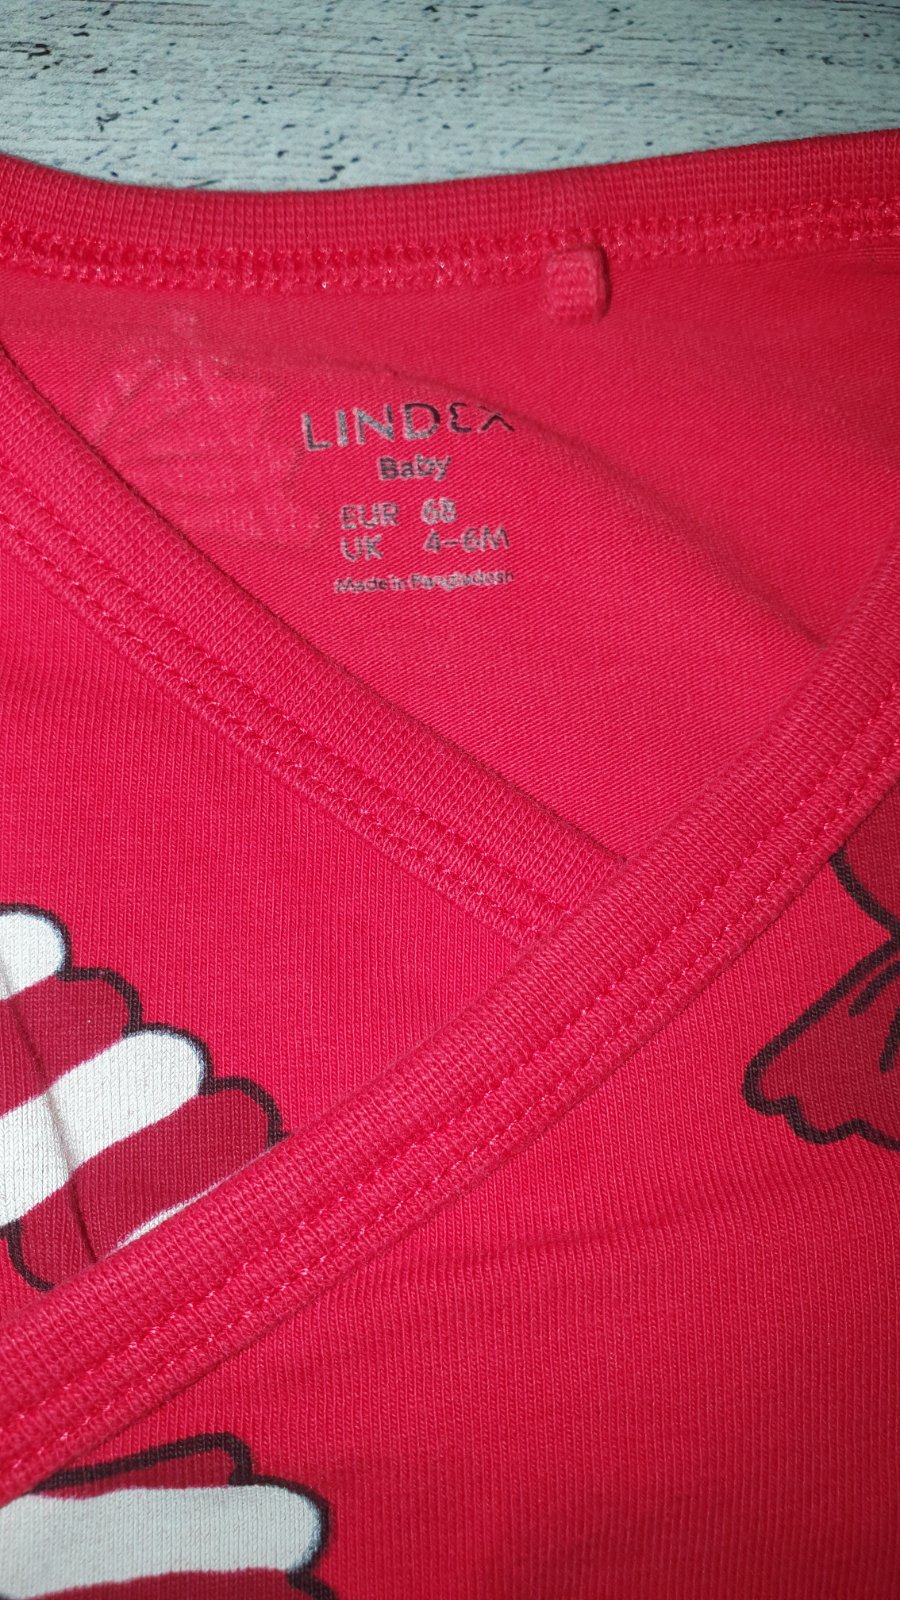 LINDEX
Baby
EUR 68
UK 4-6M
Made in Bangladesh